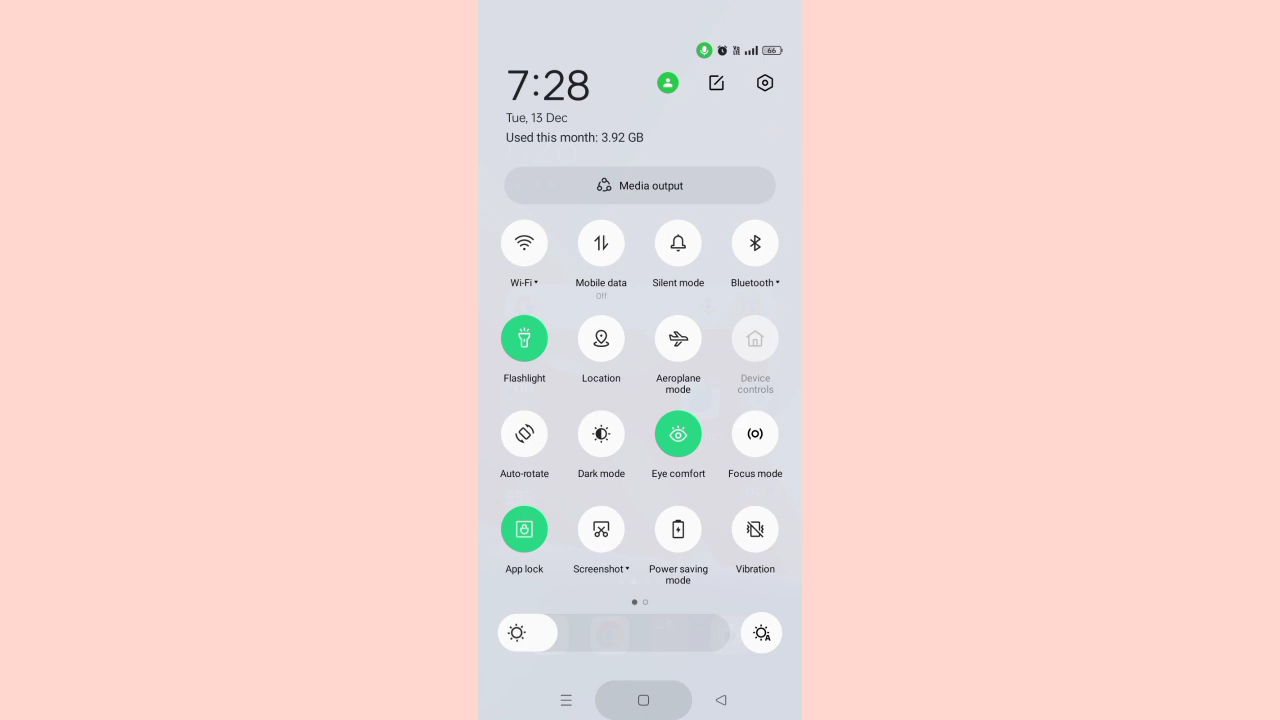 66
7:28
Tue, 13 Dec
Used this month: 3.92 GB
Media output
Wi-Fi
Mobile data
Off
Silent mode
Bluetooth
Flashlight
Location
Aeroplane
mode
Device
controls
Auto-rotate
Dark mode
Eye comfort
Focus mode
App lock
Screenshot
Power saving
mode
Vibration
A